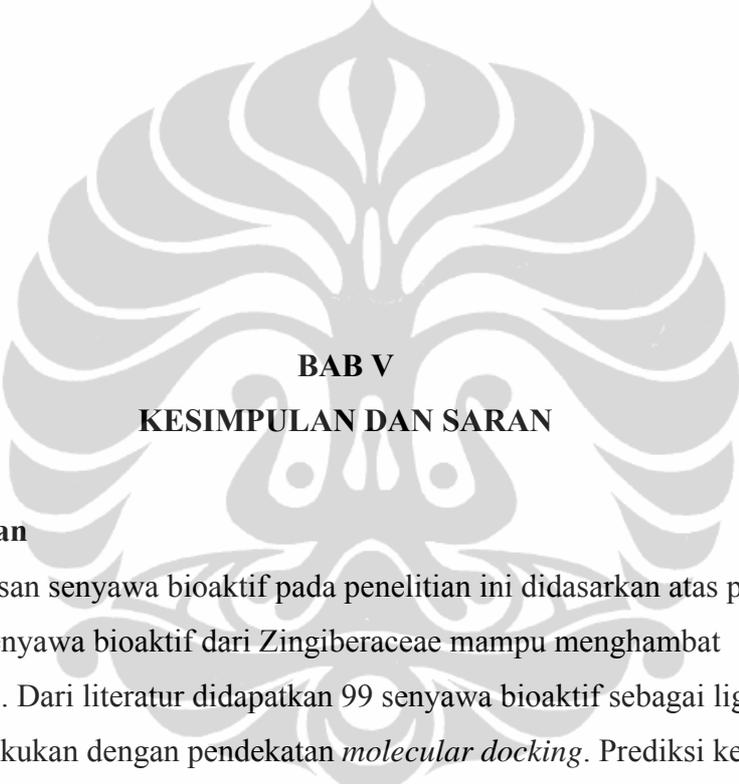 BAB V
KESIMPULAN DAN SARAN
an
san senyawa bioaktif pada penelitian ini didasarkan atas p
enyawa bioaktif dari Zingiberaceae mampu menghambat
. Dari literatur didapatkan 99 senyawa bioaktif sebagai lig
kukan dengan pendekatan molecular docking. Prediksi ke